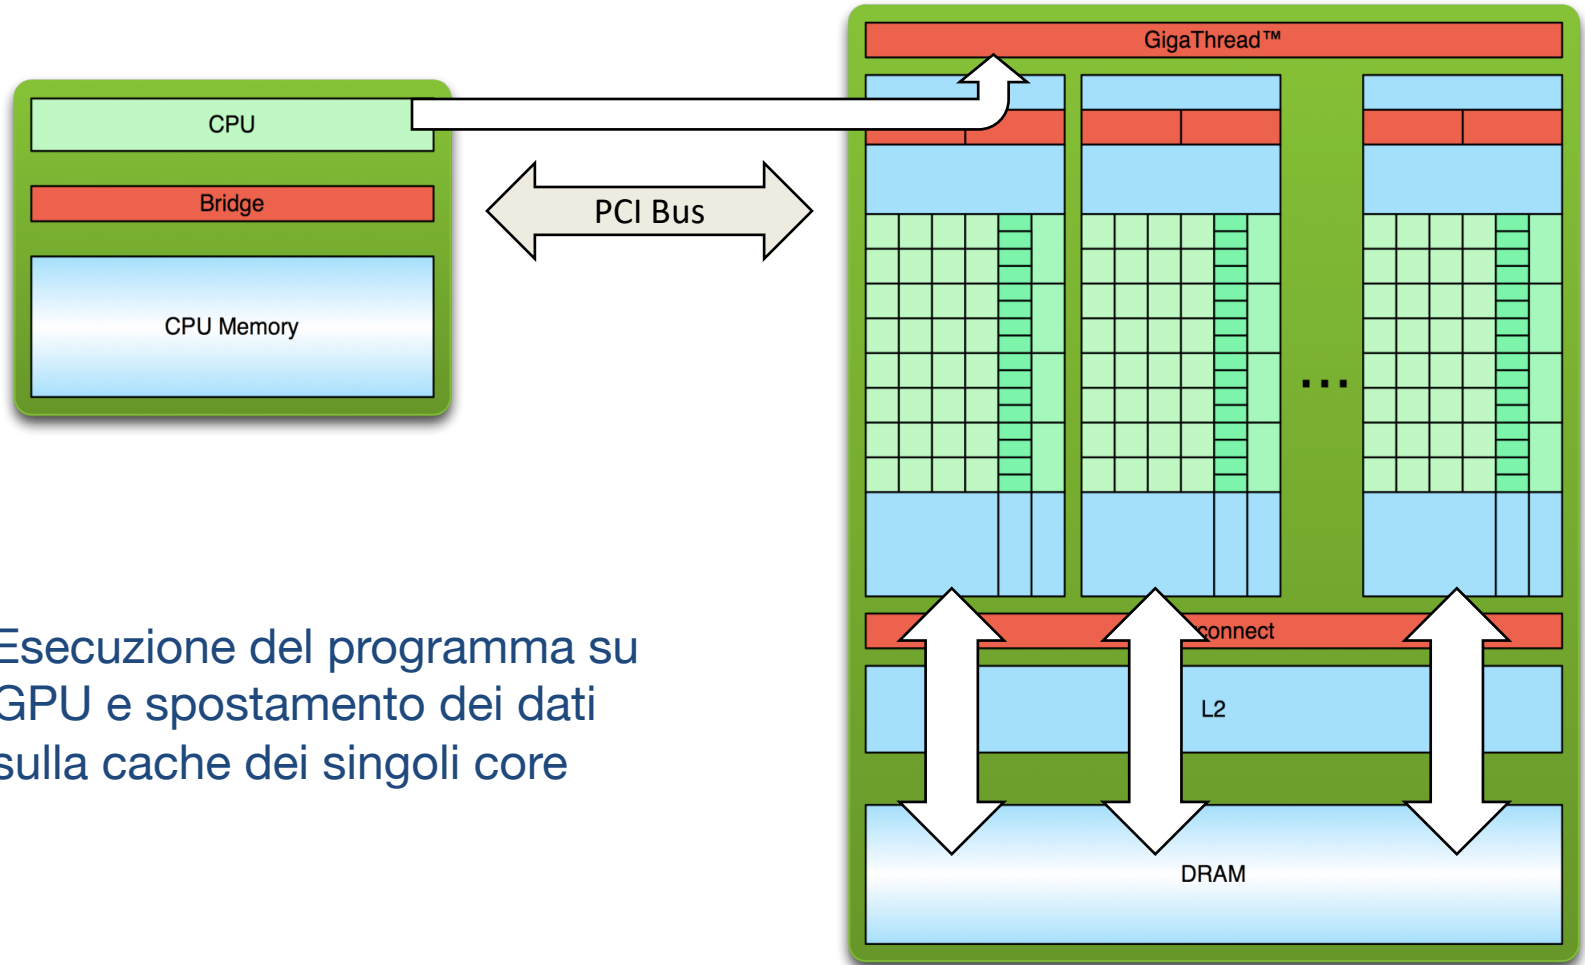 GigaThread™
CPU
Bridge
PCI Bus
CPU Memory
...
Esecuzione del programma su
GPU e spostamento dei dati
sulla cache dei singoli core
connect
L2
DRAM